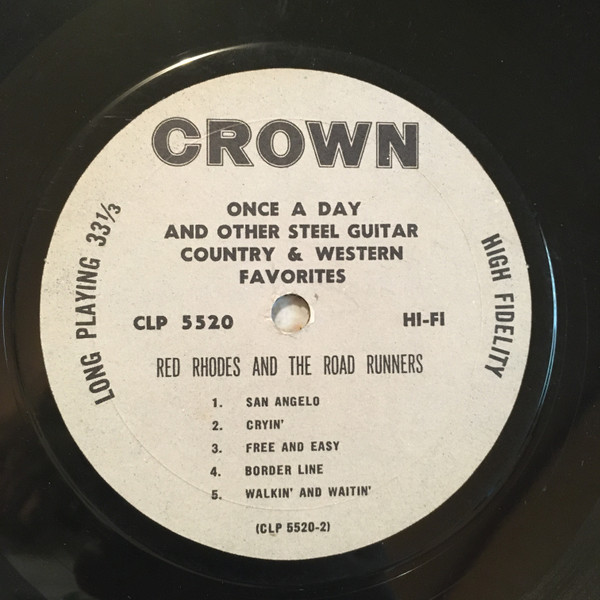 CROWN
ONCE A DAY
AND OTHER STEEL GUITAR
COUNTRY & WESTERN
FAVORITES
LONG PLAYING 33⅓
HIGH FIDELITY
CLP 5520
HI-FI
RED RHODES AND THE ROAD RUNNERS
1. SAN ANGELO
2. CRYIN'
3. FREE AND EASY
4. BORDER LINE
5. WALKIN' AND WAITIN'
(CLP 5520-2)